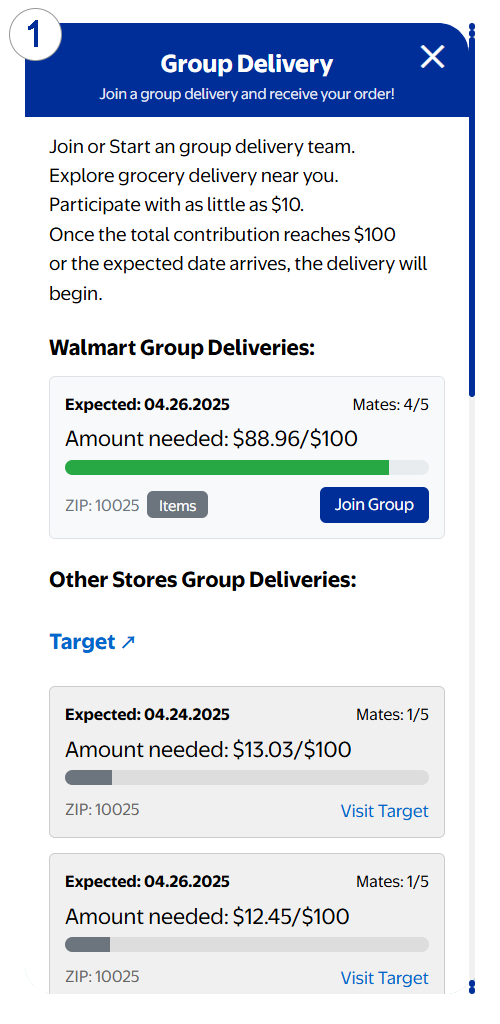 1
Group Delivery
Join a group delivery and receive your order!
Join or Start an group delivery team.
Explore grocery delivery near you.
Participate with as little as $10.
Once the total contribution reaches $100
or the expected date arrives, the delivery will
begin.
Walmart Group Deliveries:
Expected: 04.26.2025 Mates: 4/5
Amount needed: $88.96/$100
ZIP: 10025 Items Join Group
Other Stores Group Deliveries:
Target ↗
Expected: 04.24.2025 Mates: 1/5
Amount needed: $13.03/$100
ZIP: 10025 Visit Target
Expected: 04.26.2025 Mates: 1/5
Amount needed: $12.45/$100
ZIP: 10025 Visit Target